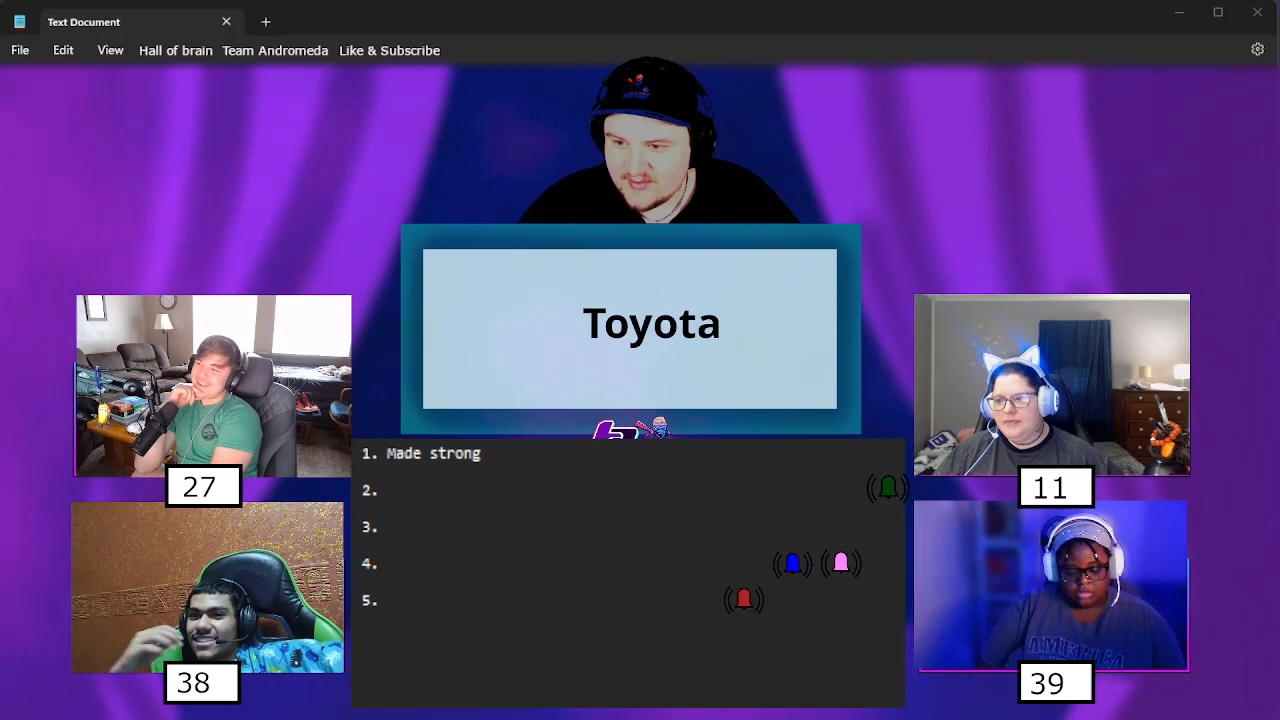 Text Document
File Edit View Hall of brain Team Andromeda Like & Subscribe
Toyota
1. Made strong
2.
3.
4.
5.
27
11
38
39
AMERICA